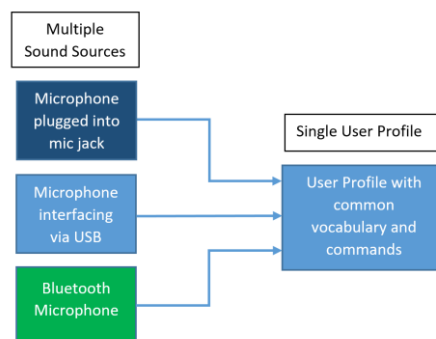 Multiple
Sound Sources
Microphone
plugged into
mic jack
Single User Profile
Microphone
interfacing
via USB
User Profile with
common
vocabulary and
commands
Bluetooth
Microphone